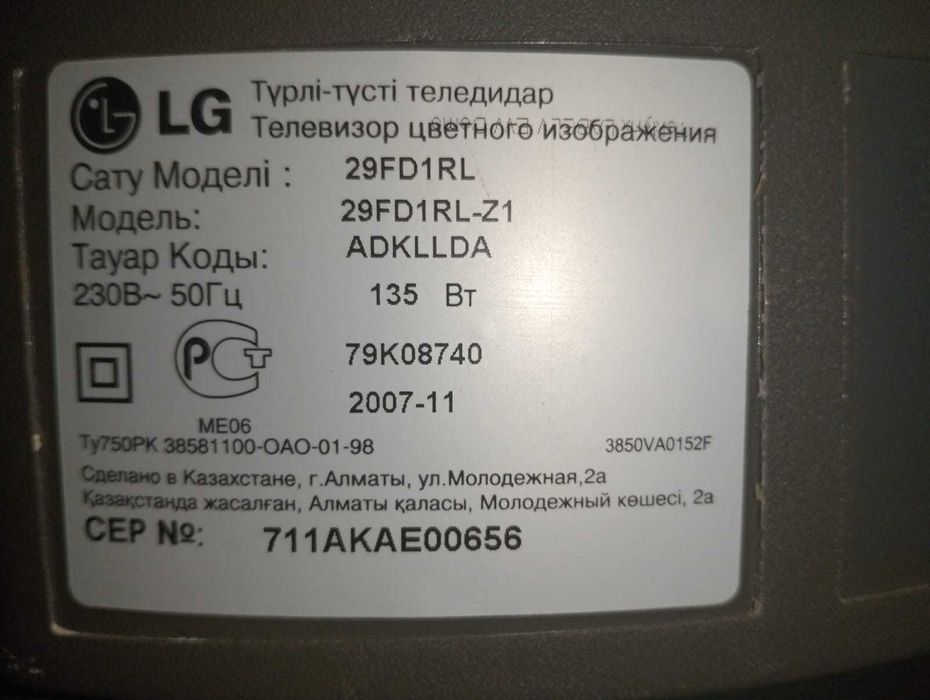 LG Түрлі-түсті теледидар
Телевизор цветного изображения
Сату Моделі : 29FD1RL
Модель: 29FD1RL-Z1
Тауар Коды: ADKLLDA
230В~ 50Гц 135 Вт
РСТ 79K08740
2007-11
ME06
Ту750РК 38581100-ОАО-01-98 3850VA0152F
Сделано в Казахстане, г.Алматы, ул.Молодежная,2а
Қазақстанда жасалған, Алматы қаласы, Молодежный көшесі, 2а
СЕР №: 711AKAE00656